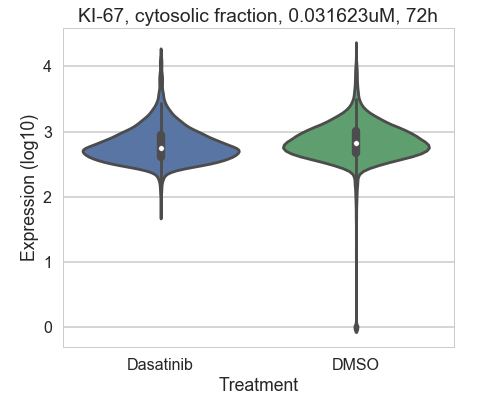 KI-67, cytosolic fraction, 0.031623uM, 72h
Expression (log10)
4
3
2
1
0
Dasatinib
DMSO
Treatment